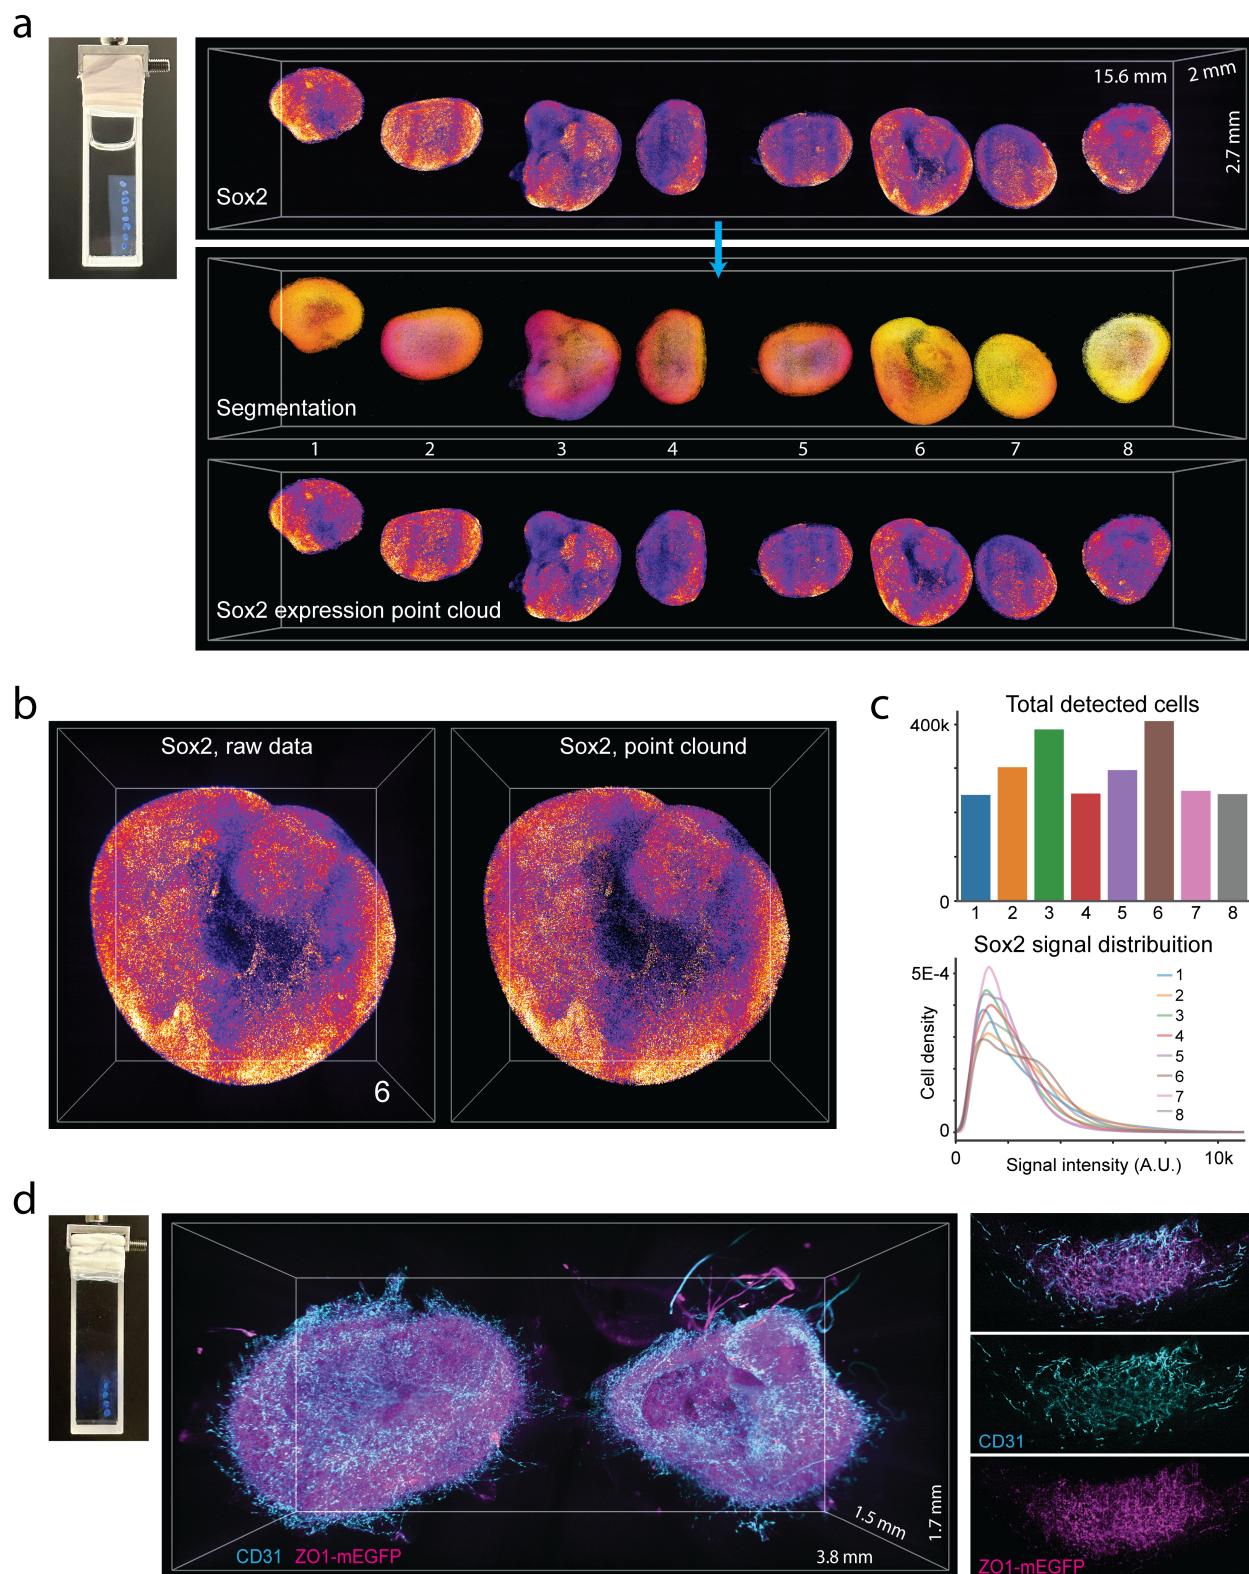 a
15.6 mm
2 mm
2.7 mm
Sox2
Segmentation
1 2 3 4 5 6 7 8
Sox2 expression point cloud
b
Sox2, raw data
Sox2, point clound
6
c
Total detected cells
400k
0
1 2 3 4 5 6 7 8
Sox2 signal distribuition
5E-4
Cell density
0
1
2
3
4
5
6
7
8
0
10k
Signal intensity (A.U.)
d
CD31 ZO1-mEGFP
1.5 mm
1.7 mm
3.8 mm
CD31
ZO1-mEGFP